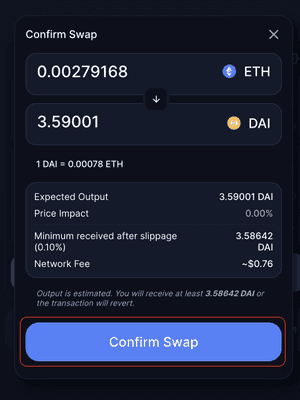 Confirm Swap
0.00279168 ETH
3.59001 DAI
1 DAI = 0.00078 ETH
Expected Output 3.59001 DAI
Price Impact 0.00%
Minimum received after slippage 3.58642
(0.10%) DAI
Network Fee ~$0.76
Output is estimated. You will receive at least 3.58642 DAI or
the transaction will revert.
Confirm Swap